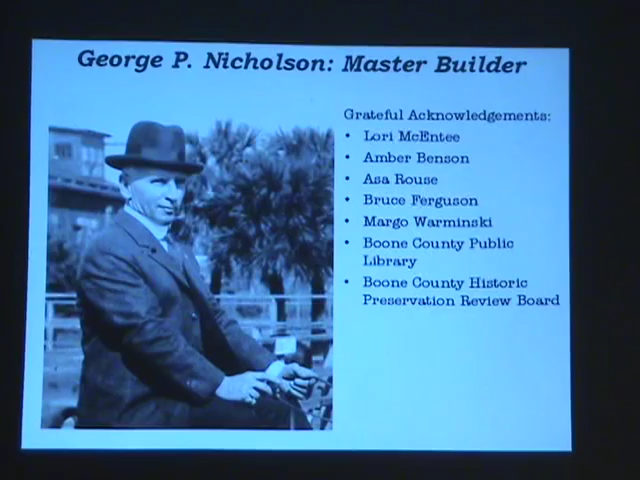 George P. Nicholson: Master Builder
Grateful Acknowledgements:
• Lori McEntee
• Amber Benson
• Asa Rouse
• Bruce Ferguson
• Margo Warminski
• Boone County Public
Library
• Boone County Historic
Preservation Review Board